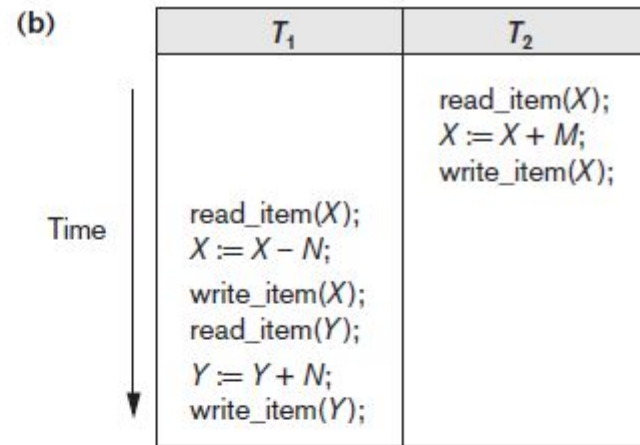 (b)
T₁ T₂
read_item(X);
X := X + M;
write_item(X);
Time
read_item(X);
X := X – N;
write_item(X);
read_item(Y);
Y := Y + N;
write_item(Y);